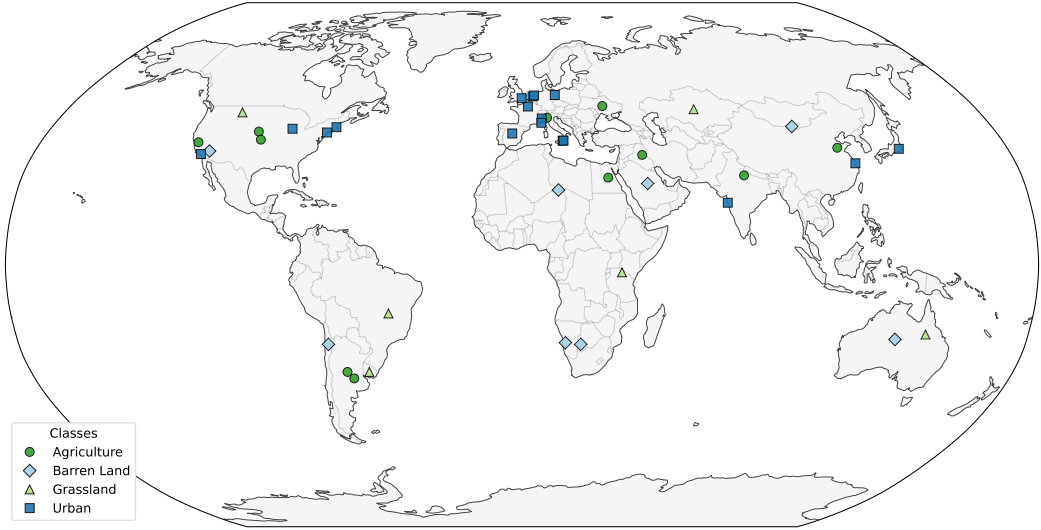 Classes
Agriculture
Barren Land
Grassland
Urban